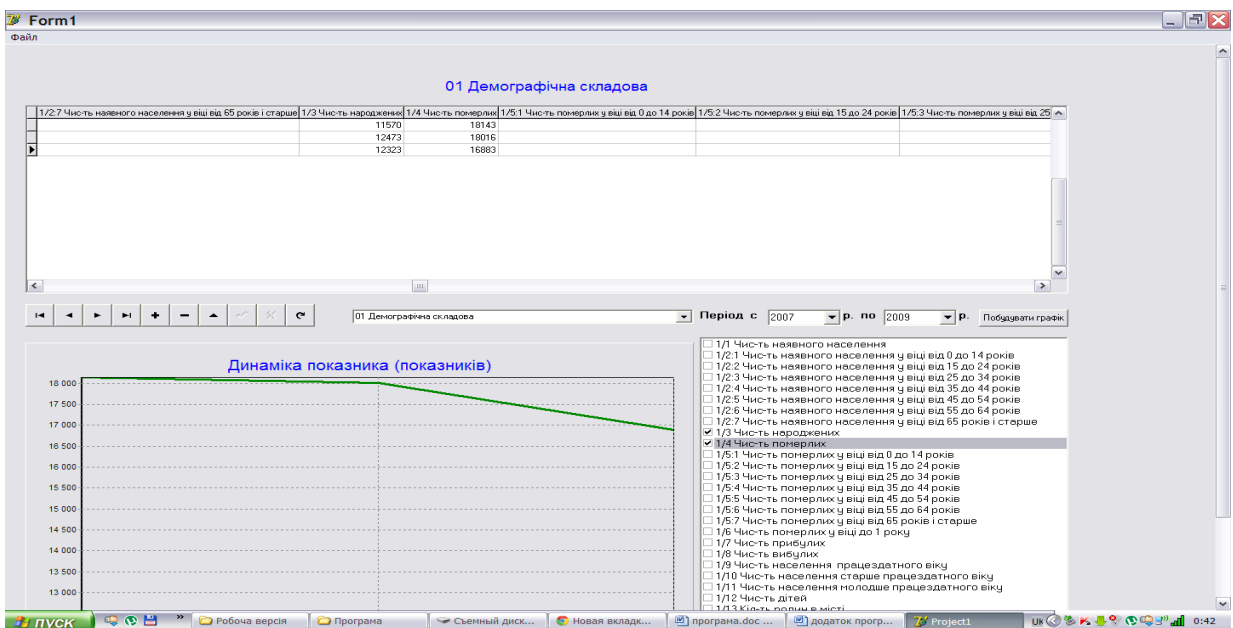 Form1
Файл
01 Демографічна складова
1/2:7 Чис-ть наявного населення у віці від 65 років і старше 1/3 Чис-ть народжених 1/4 Чис-ть померлих 1/5:1 Чис-ть померлих у віці від 0 до 14 років 1/5:2 Чис-ть померлих у віці від 15 до 24 років 1/5:3 Чис-ть померлих у віці від 25
11570 18143
12473 18016
12323 16883
01 Демографічна складова Період с 2007 р. по 2009 р. Побудувати графік
Динаміка показника (показників)
18 000
17 500
17 000
16 500
16 000
15 500
15 000
14 500
14 000
13 500
13 000
1/1 Чис-ть наявного населення
1/2:1 Чис-ть наявного населення у віці від 0 до 14 років
1/2:2 Чис-ть наявного населення у віці від 15 до 24 років
1/2:3 Чис-ть наявного населення у віці від 25 до 34 років
1/2:4 Чис-ть наявного населення у віці від 35 до 44 років
1/2:5 Чис-ть наявного населення у віці від 45 до 54 років
1/2:6 Чис-ть наявного населення у віці від 55 до 64 років
1/2:7 Чис-ть наявного населення у віці від 65 років і старше
1/3 Чис-ть народжених
1/4 Чис-ть померлих
1/5:1 Чис-ть померлих у віці від 0 до 14 років
1/5:2 Чис-ть померлих у віці від 15 до 24 років
1/5:3 Чис-ть померлих у віці від 25 до 34 років
1/5:4 Чис-ть померлих у віці від 35 до 44 років
1/5:5 Чис-ть померлих у віці від 45 до 54 років
1/5:6 Чис-ть померлих у віці від 55 до 64 років
1/5:7 Чис-ть померлих у віці від 65 років і старше
1/6 Чис-ть померлих у віці до 1 року
1/7 Чис-ть прибулих
1/8 Чис-ть вибулих
1/9 Чис-ть населення працездатного віку
1/10 Чис-ть населення старше працездатного віку
1/11 Чис-ть населення молодше працездатного віку
1/12 Чис-ть дітей
1/13 Кіл-ть родин в місті
пуск Робоча версія Програма Съемный диск... Новая вкладк... програма.doc ... додаток прогр... Project1 UK 0:42